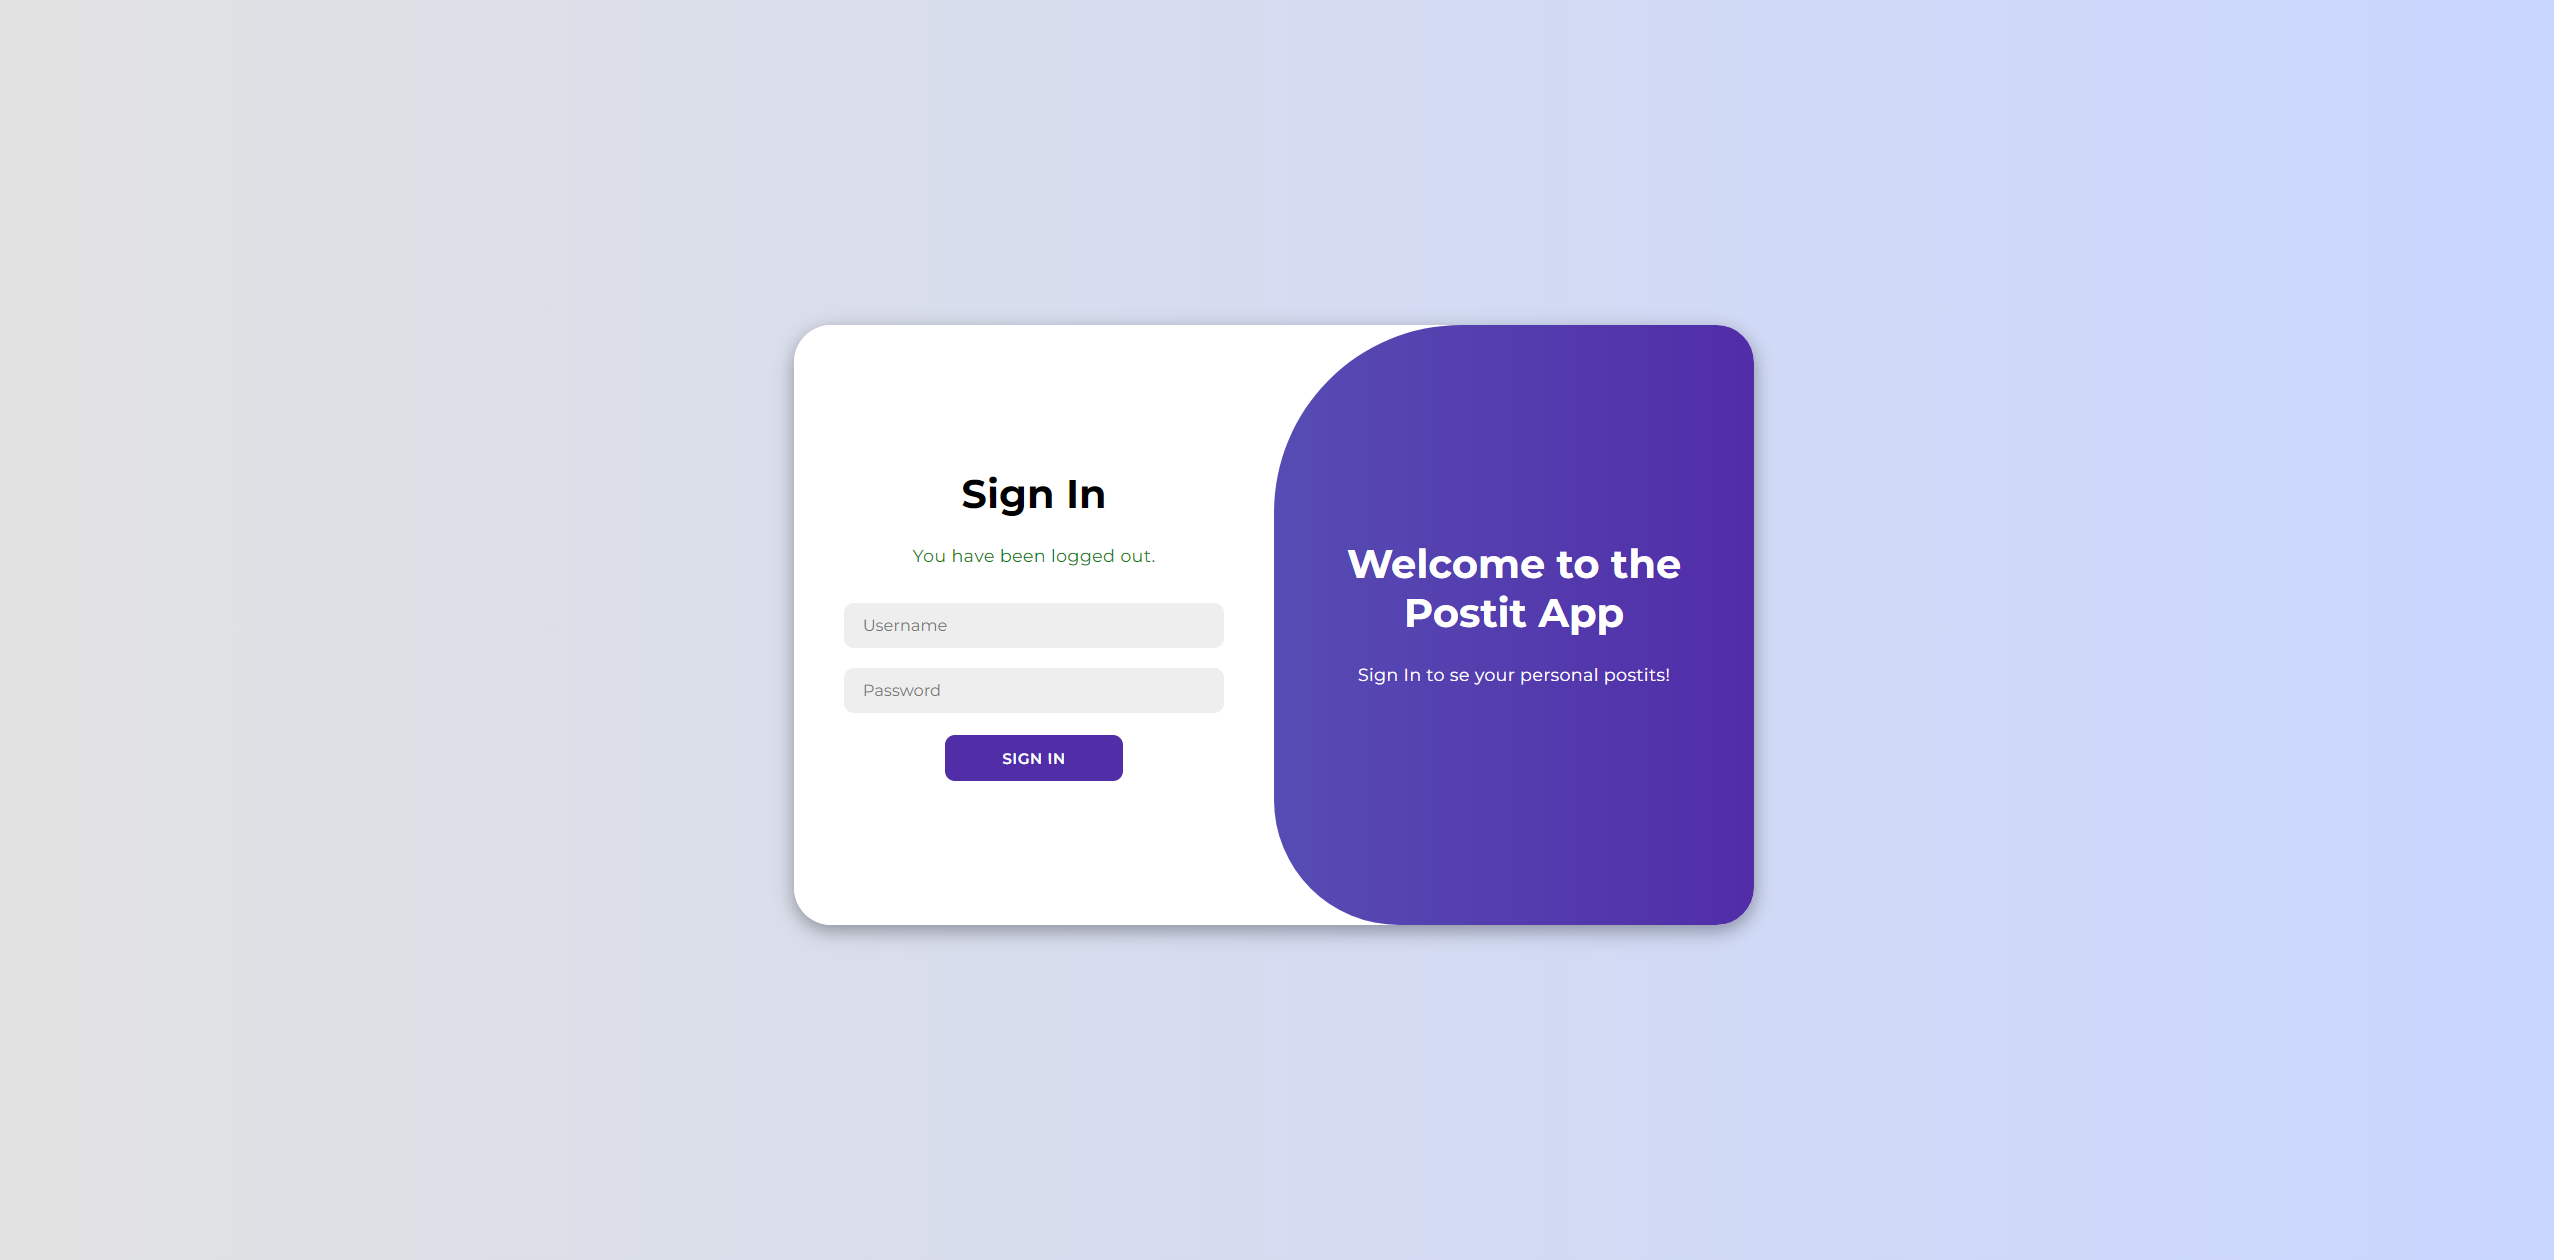 Sign In
You have been logged out.
Username
Password
SIGN IN
Welcome to the
Postit App
Sign In to se your personal postits!